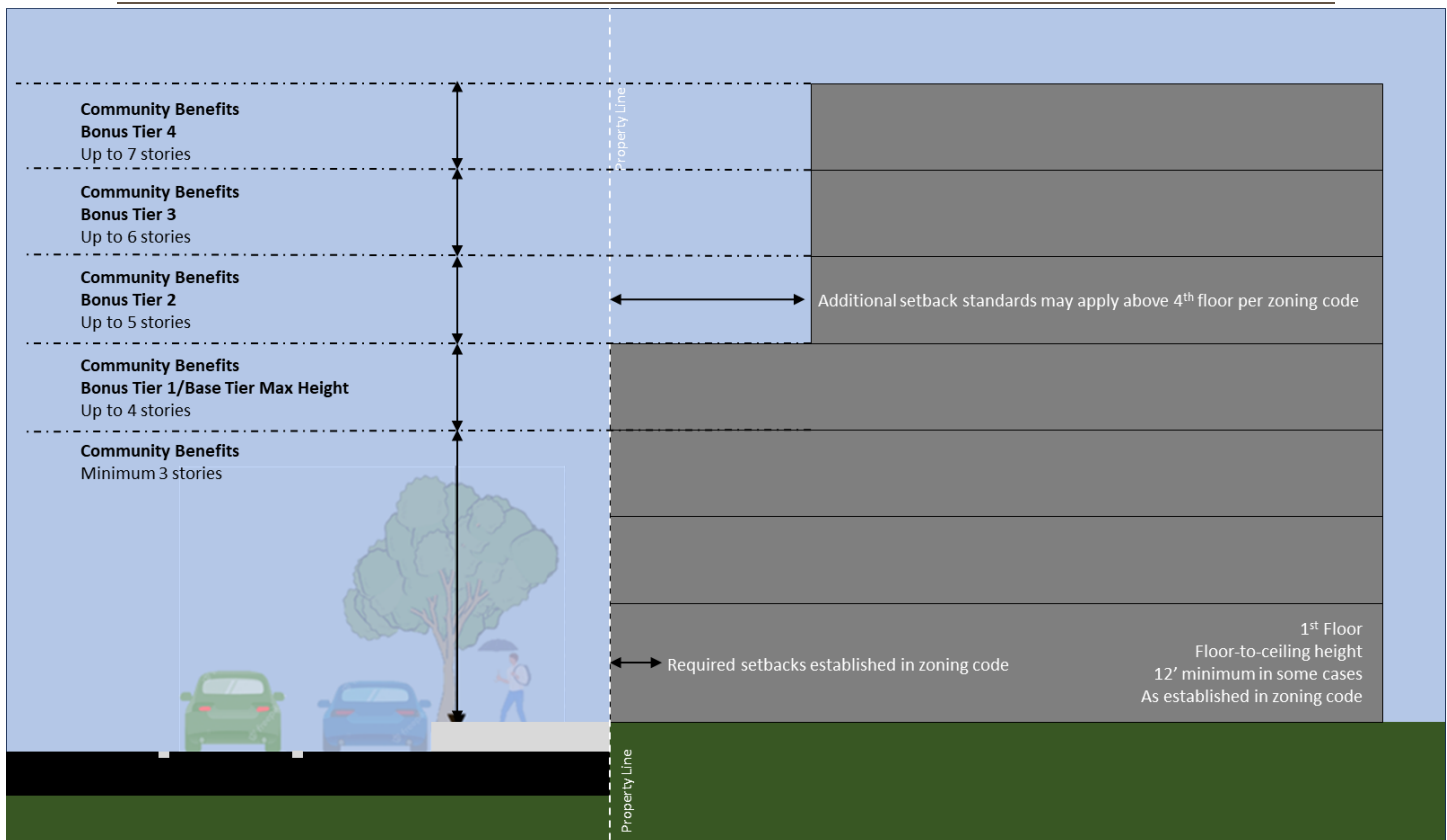 Property Line
Community Benefits
Bonus Tier 4
Up to 7 stories
Community Benefits
Bonus Tier 3
Up to 6 stories
Community Benefits
Bonus Tier 2
Up to 5 stories
Additional setback standards may apply above 4th floor per zoning code
Community Benefits
Bonus Tier 1/Base Tier Max Height
Up to 4 stories
Community Benefits
Minimum 3 stories
Required setbacks established in zoning code
1st Floor
Floor-to-ceiling height
12’ minimum in some cases
As established in zoning code
Property Line